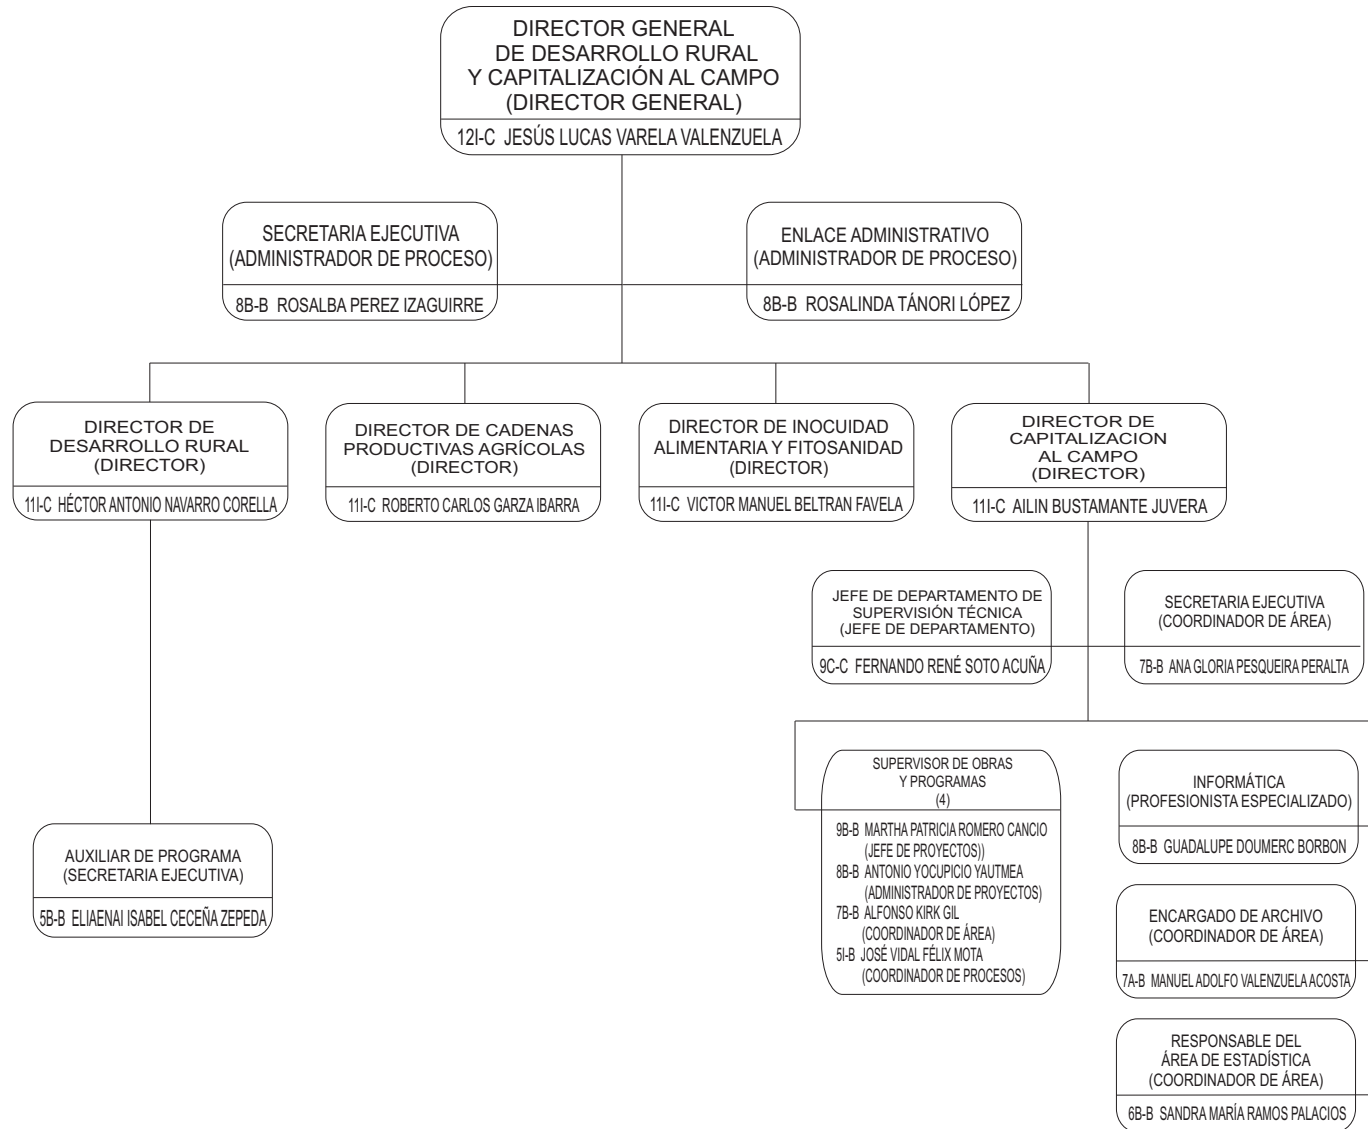 DIRECTOR GENERAL
DE DESARROLLO RURAL
Y CAPITALIZACIÓN AL CAMPO
(DIRECTOR GENERAL)
12I-C JESÚS LUCAS VARELA VALENZUELA
SECRETARIA EJECUTIVA
(ADMINISTRADOR DE PROCESO)
8B-B ROSALBA PEREZ IZAGUIRRE
ENLACE ADMINISTRATIVO
(ADMINISTRADOR DE PROCESO)
8B-B ROSALINDA TÁNORI LÓPEZ
DIRECTOR DE
DESARROLLO RURAL
(DIRECTOR)
11I-C HÉCTOR ANTONIO NAVARRO CORELLA
DIRECTOR DE CADENAS
PRODUCTIVAS AGRÍCOLAS
(DIRECTOR)
11I-C ROBERTO CARLOS GARZA IBARRA
DIRECTOR DE INOCUIDAD
ALIMENTARIA Y FITOSANIDAD
(DIRECTOR)
11I-C VICTOR MANUEL BELTRAN FAVELA
DIRECTOR DE
CAPITALIZACION
AL CAMPO
(DIRECTOR)
11I-C AILIN BUSTAMANTE JUVERA
JEFE DE DEPARTAMENTO DE
SUPERVISIÓN TÉCNICA
(JEFE DE DEPARTAMENTO)
9C-C FERNANDO RENÉ SOTO ACUÑA
SECRETARIA EJECUTIVA
(COORDINADOR DE ÁREA)
7B-B ANA GLORIA PESQUEIRA PERALTA
SUPERVISOR DE OBRAS
Y PROGRAMAS
(4)
9B-B MARTHA PATRICIA ROMERO CANCIO
(JEFE DE PROYECTOS))
8B-B ANTONIO YOCUPICIO YAUTMEA
(ADMINISTRADOR DE PROYECTOS)
7B-B ALFONSO KIRK GIL
(COORDINADOR DE ÁREA)
5I-B JOSÉ VIDAL FÉLIX MOTA
(COORDINADOR DE PROCESOS)
INFORMÁTICA
(PROFESIONISTA ESPECIALIZADO)
8B-B GUADALUPE DOUMERC BORBON
AUXILIAR DE PROGRAMA
(SECRETARIA EJECUTIVA)
5B-B ELIAENAI ISABEL CECEÑA ZEPEDA
ENCARGADO DE ARCHIVO
(COORDINADOR DE ÁREA)
7A-B MANUEL ADOLFO VALENZUELA ACOSTA
RESPONSABLE DEL
ÁREA DE ESTADÍSTICA
(COORDINADOR DE ÁREA)
6B-B SANDRA MARÍA RAMOS PALACIOS